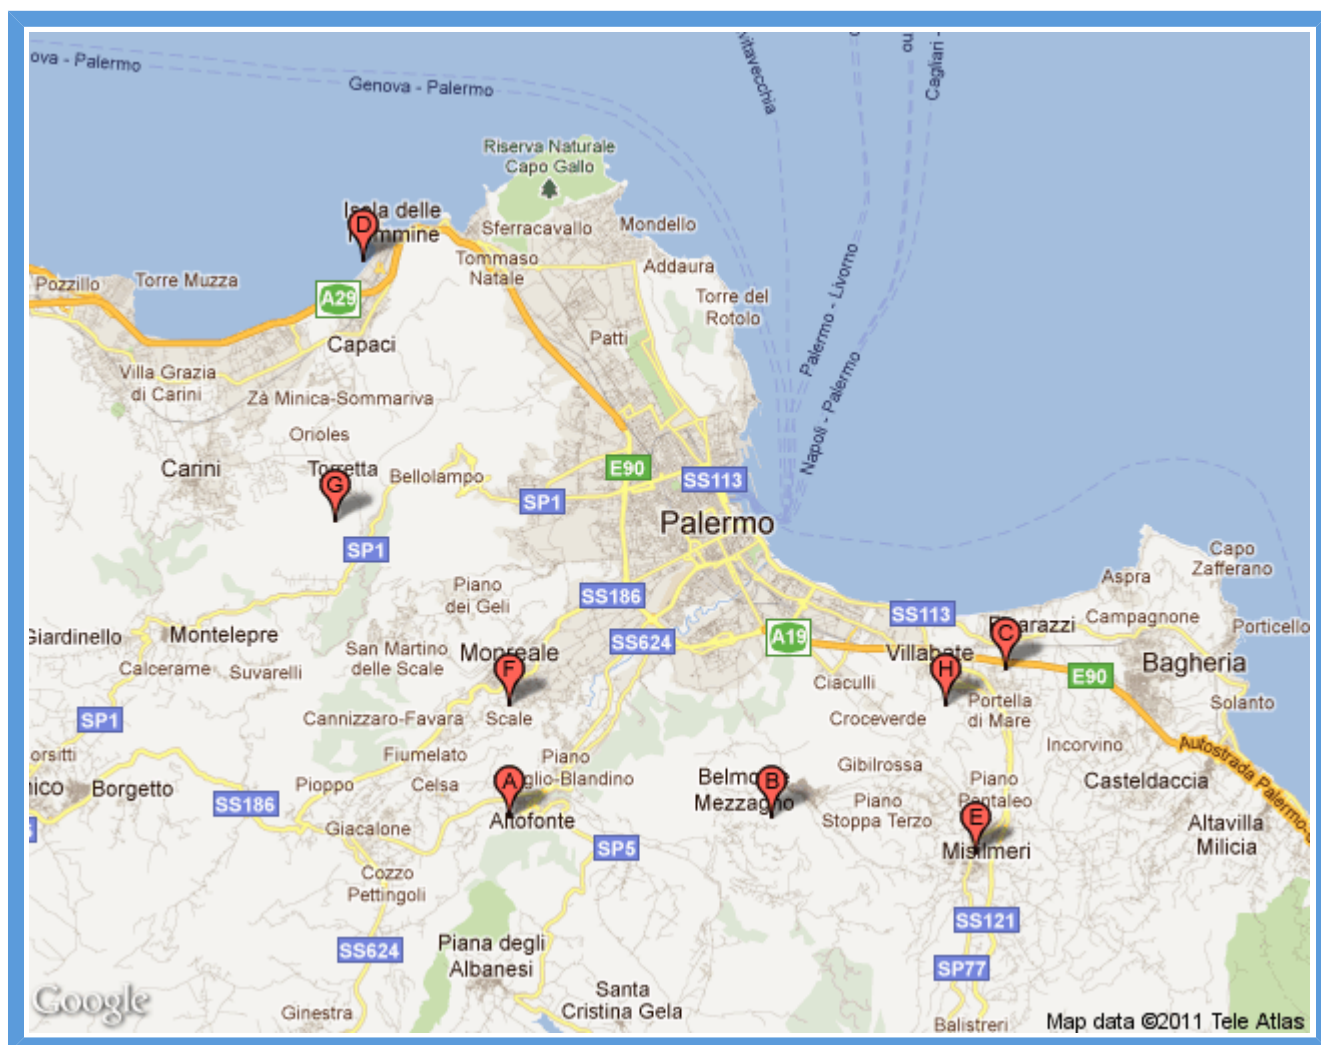 ova - Palermo
Genova - Palermo
vitavecchia
Cagliari -
Riserva Naturale
Capo Gallo
Isola delle
D
Sferracavallo
Mondello
Tommaso
Natale
Addaura
Pozzillo
Torre Muzza
A29
Torre del
Rotolo
Palermo - Livorno
Napoli - Palermo
Capaci
Patti
Villa Grazia
di Carini
Zà Minica-Sommariva
Orioles
Carini
Torretta
G
Bellolampo
E90
SS113
SP1
Palermo
SP1
Piano
dei Geli
SS186
SS113
Aspra
Capo
Zafferano
Giardinello
Montelepre
San Martino
delle Scale
Monreale
F
SS624
A19
Villabate
H
C
Campagnone
Porticello
Bagheria
Calcerame
Suvarelli
Ciaculli
E90
Solanto
SP1
Cannizzaro-Favara
Scale
Croceverde
Portella
di Mare
Incorvino
Autostrada Palermo-
orsitti
Fiumelato
Piano
Gibilrossa
nico
Borgetto
Pioppo
Celsa
A
glio-Blandino
B
Mezzagno
Piano
Stoppa Terzo
Piano
Pantaleo
Casteldaccia
SS186
Giacalone
Altofonte
SP5
E
Misilmeri
Altavilla
Milicia
Cozzo
Pettingoli
SS121
SS624
Piana degli
Albanesi
SP77
Santa
Cristina Gela
Google
Ginestra
Balistreri
Map data ©2011 Tele Atlas